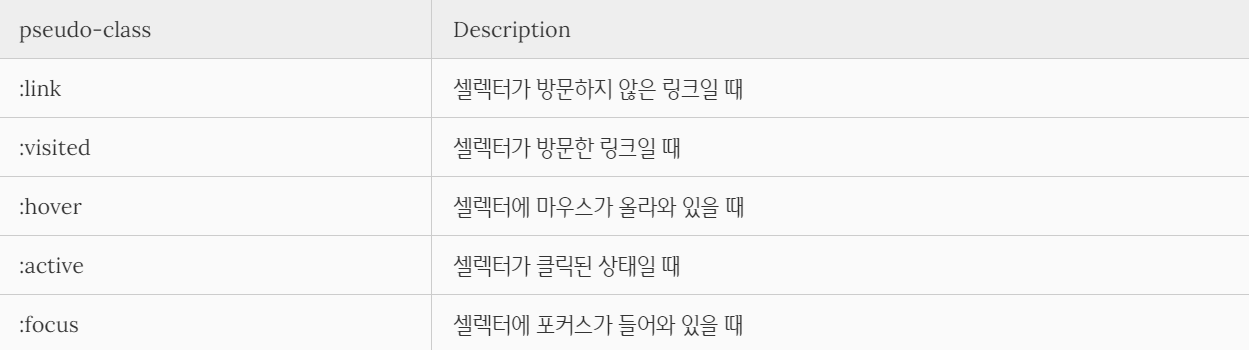 pseudo-class Description
:link 셀렉터가 방문하지 않은 링크일 때
:visited 셀렉터가 방문한 링크일 때
:hover 셀렉터에 마우스가 올라와 있을 때
:active 셀렉터가 클릭된 상태일 때
:focus 셀렉터에 포커스가 들어와 있을 때